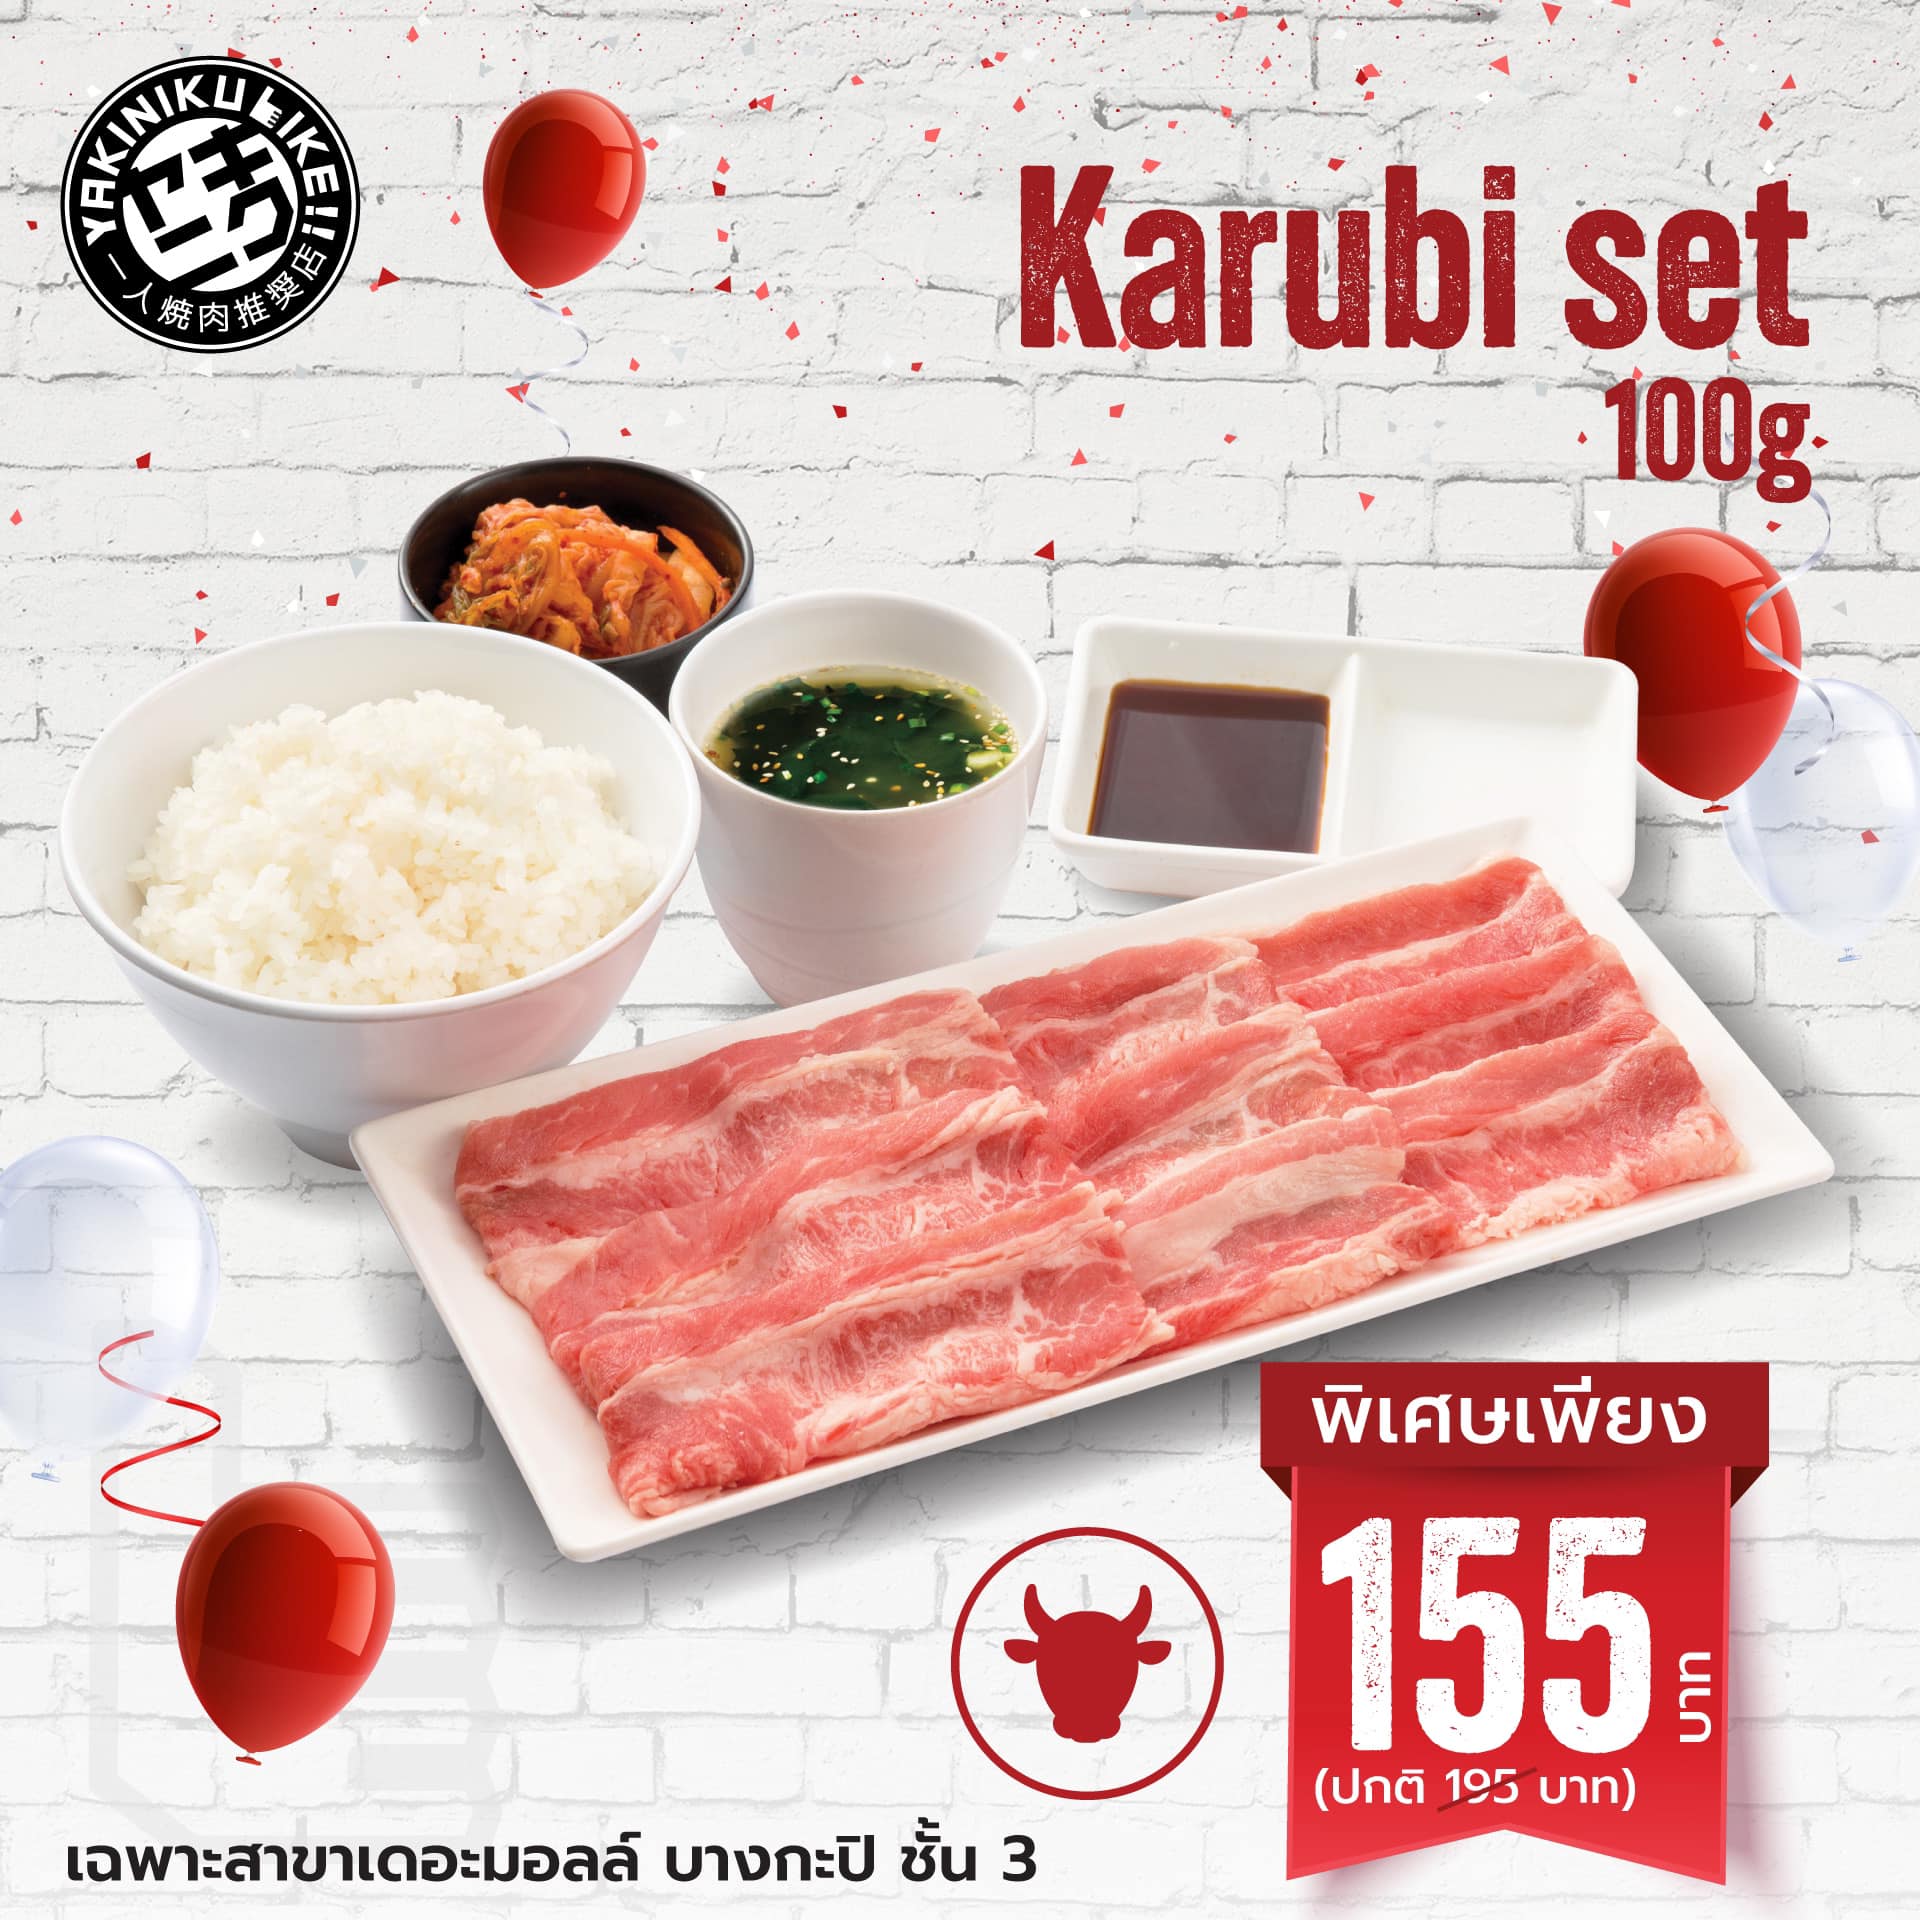 YAKINIKU LIKE!!
一人焼肉推奨店
Karubi set
100g
พิเศษเพียง
155 บาท
(ปกติ 195 บาท)
เฉพาะสาขาเดอะมอลล์ บางกะปิ ชั้น 3